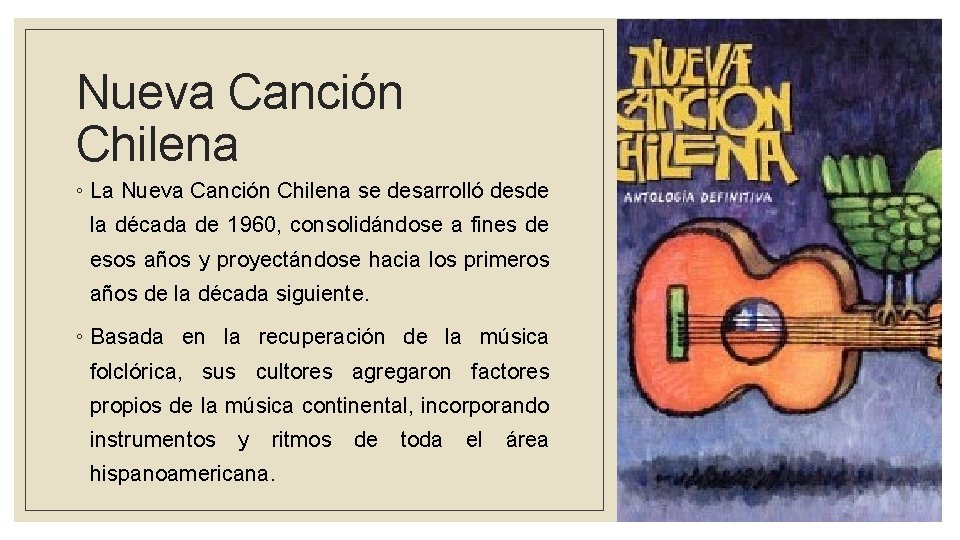 Nueva Canción
Chilena
◦ La Nueva Canción Chilena se desarrolló desde
la década de 1960, consolidándose a fines de
esos años y proyectándose hacia los primeros
años de la década siguiente.
◦ Basada en la recuperación de la música
folclórica, sus cultores agregaron factores
propios de la música continental, incorporando
instrumentos y ritmos de toda el área
hispanoamericana.
NUEVA
CANCIÓN
CHILENA
ANTOLOGÍA DEFINITIVA